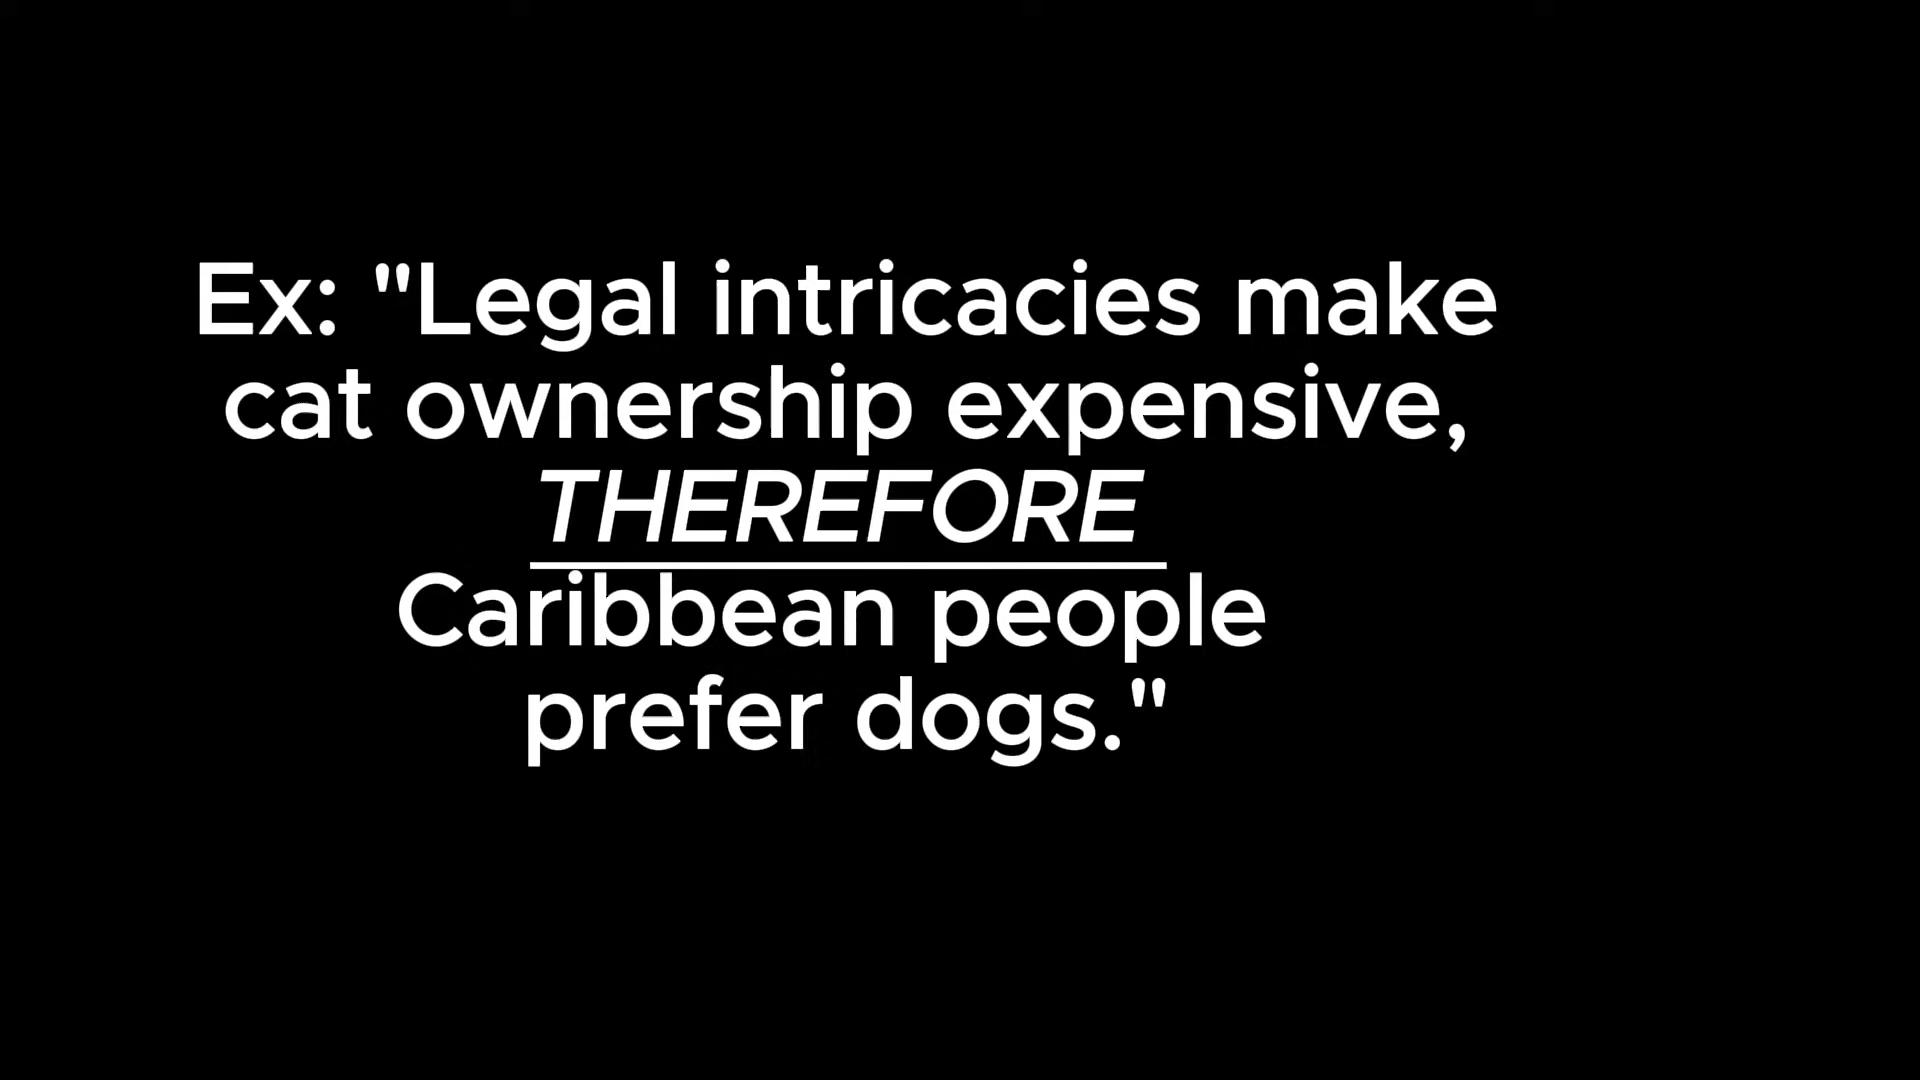 Ex: "Legal intricacies make
cat ownership expensive,
THEREFORE
Caribbean people
prefer dogs."